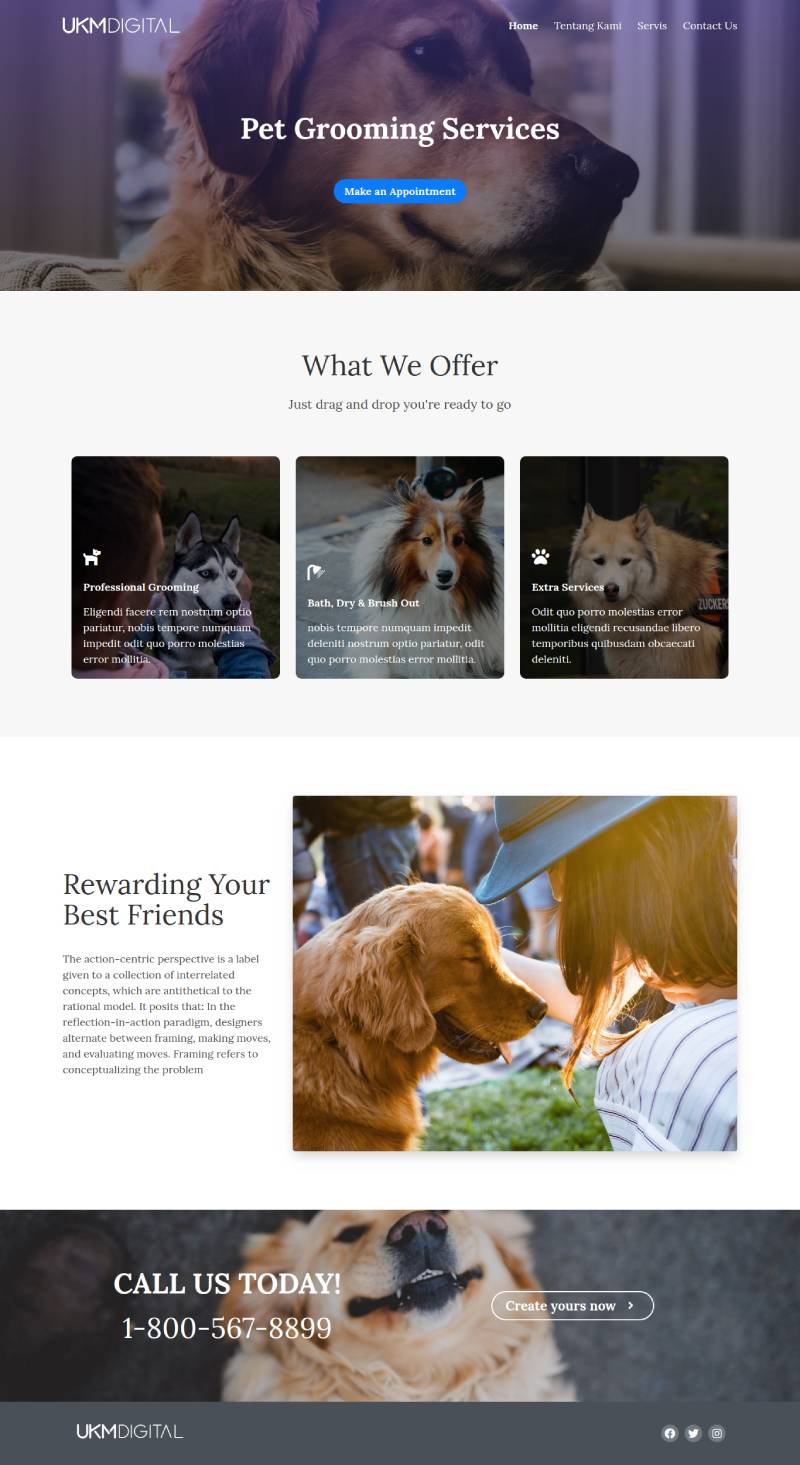 UKMDIGITAL
Home Tentang Kami Servis Contact Us
Pet Grooming Services
Make an Appointment
What We Offer
Just drag and drop you're ready to go
Professional Grooming
Eligendi facere rem nostrum optio
pariatur, nobis tempore numquam
impedit odit quo porro molestias
error mollitia.
Bath, Dry & Brush Out
nobis tempore numquam impedit
deleniti nostrum optio pariatur, odit
quo porro molestias error mollitia.
Extra Services
Odit quo porro molestias error
mollitia eligendi recusandae libero
temporibus quibusdam obcaecati
deleniti.
ZUCKERS
Rewarding Your
Best Friends
The action-centric perspective is a label
given to a collection of interrelated
concepts, which are antithetical to the
rational model. It posits that: In the
reflection-in-action paradigm, designers
alternate between framing, making moves,
and evaluating moves. Framing refers to
conceptualizing the problem
CALL US TODAY!
1-800-567-8899
Create yours now
UKMDIGITAL